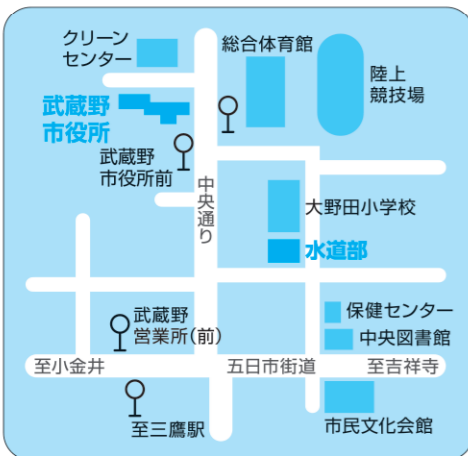 クリーン
センター
総合体育館
陸上
競技場
武蔵野
市役所
武蔵野
市役所前
中央通り
大野田小学校
水道部
保健センター
武蔵野
営業所(前)
中央図書館
至小金井
五日市街道
至吉祥寺
至三鷹駅
市民文化会館